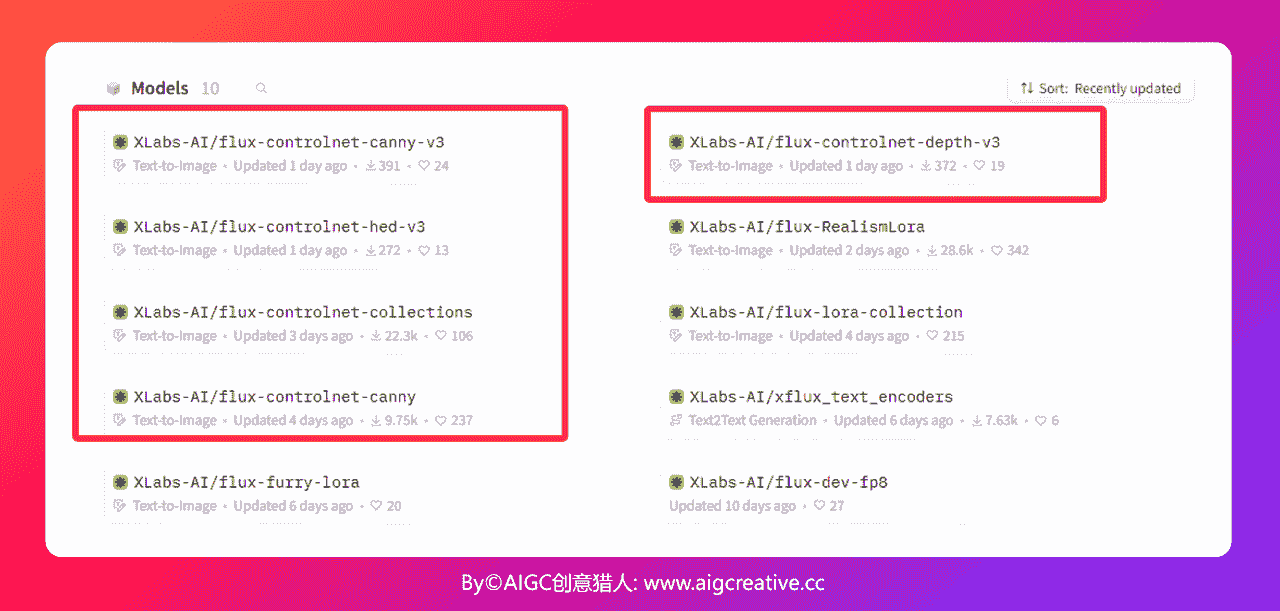 Models 10
Sort: Recently updated
XLabs-AI/flux-controlnet-canny-v3
Text-to-Image • Updated 1 day ago • 391 • 24
XLabs-AI/flux-controlnet-depth-v3
Text-to-Image • Updated 1 day ago • 372 • 19
XLabs-AI/flux-controlnet-hed-v3
Text-to-Image • Updated 1 day ago • 272 • 13
XLabs-AI/flux-RealismLora
Text-to-Image • Updated 2 days ago • 28.6k • 342
XLabs-AI/flux-controlnet-collections
Text-to-Image • Updated 3 days ago • 22.3k • 106
XLabs-AI/flux-lora-collection
Text-to-Image • Updated 4 days ago • 215
XLabs-AI/flux-controlnet-canny
Text-to-Image • Updated 4 days ago • 9.75k • 237
XLabs-AI/xflux_text_encoders
Text2Text Generation • Updated 6 days ago • 7.63k • 6
XLabs-AI/flux-furry-lora
Text-to-Image • Updated 6 days ago • 20
XLabs-AI/flux-dev-fp8
Updated 10 days ago • 27
By©AIGC创意猎人: www.aigcreative.cc